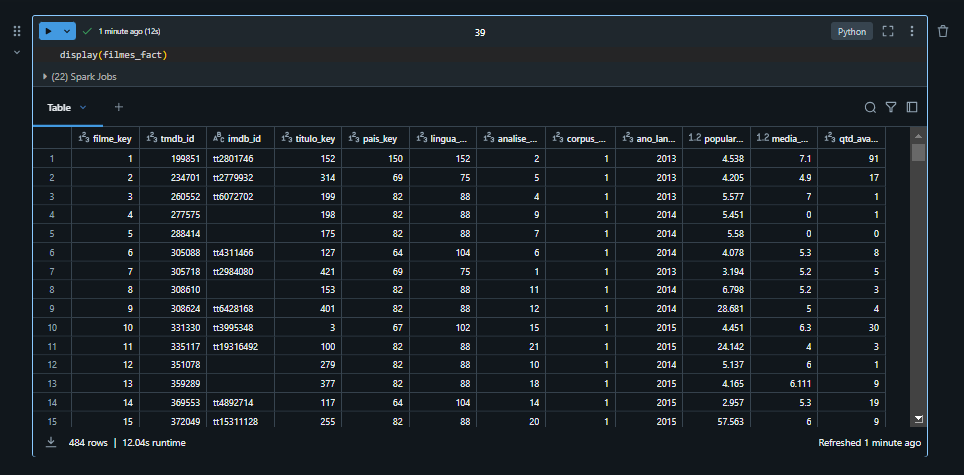 1 minute ago (12s)
39
Python
display(filmes_fact)
(22) Spark Jobs
Table +
filme_key tmdb_id imdb_id titulo_key pais_key lingua_... analise_... corpus_... ano_lan... popular... media_... qtd_ava...
1 1 199851 tt2801746 152 150 152 2 1 2013 4.538 7.1 91
2 2 234701 tt2779932 314 69 75 5 1 2013 4.205 4.9 17
3 3 260552 tt6072702 199 82 88 4 1 2013 5.577 7 1
4 4 277575 198 82 88 9 1 2014 5.451 0 1
5 5 288414 175 82 88 7 1 2014 5.58 0 0
6 6 305088 tt4311466 127 64 104 6 1 2014 4.078 5.3 8
7 7 305718 tt2984080 421 69 75 1 1 2013 3.194 5.2 5
8 8 308610 153 82 88 11 1 2014 6.798 5.2 3
9 9 308624 tt6428168 401 82 88 12 1 2014 28.681 5 4
10 10 331330 tt3995348 3 67 102 15 1 2015 4.451 6.3 30
11 11 335117 tt19316492 100 82 88 21 1 2015 24.142 4 3
12 12 351078 279 82 88 10 1 2014 5.137 6 1
13 13 359289 377 82 88 18 1 2015 4.165 6.111 9
14 14 369553 tt4892714 117 64 104 14 1 2015 2.957 5.3 19
15 15 372049 tt15311128 255 82 88 20 1 2015 57.563 6 9
484 rows | 12.04s runtime
Refreshed 1 minute ago